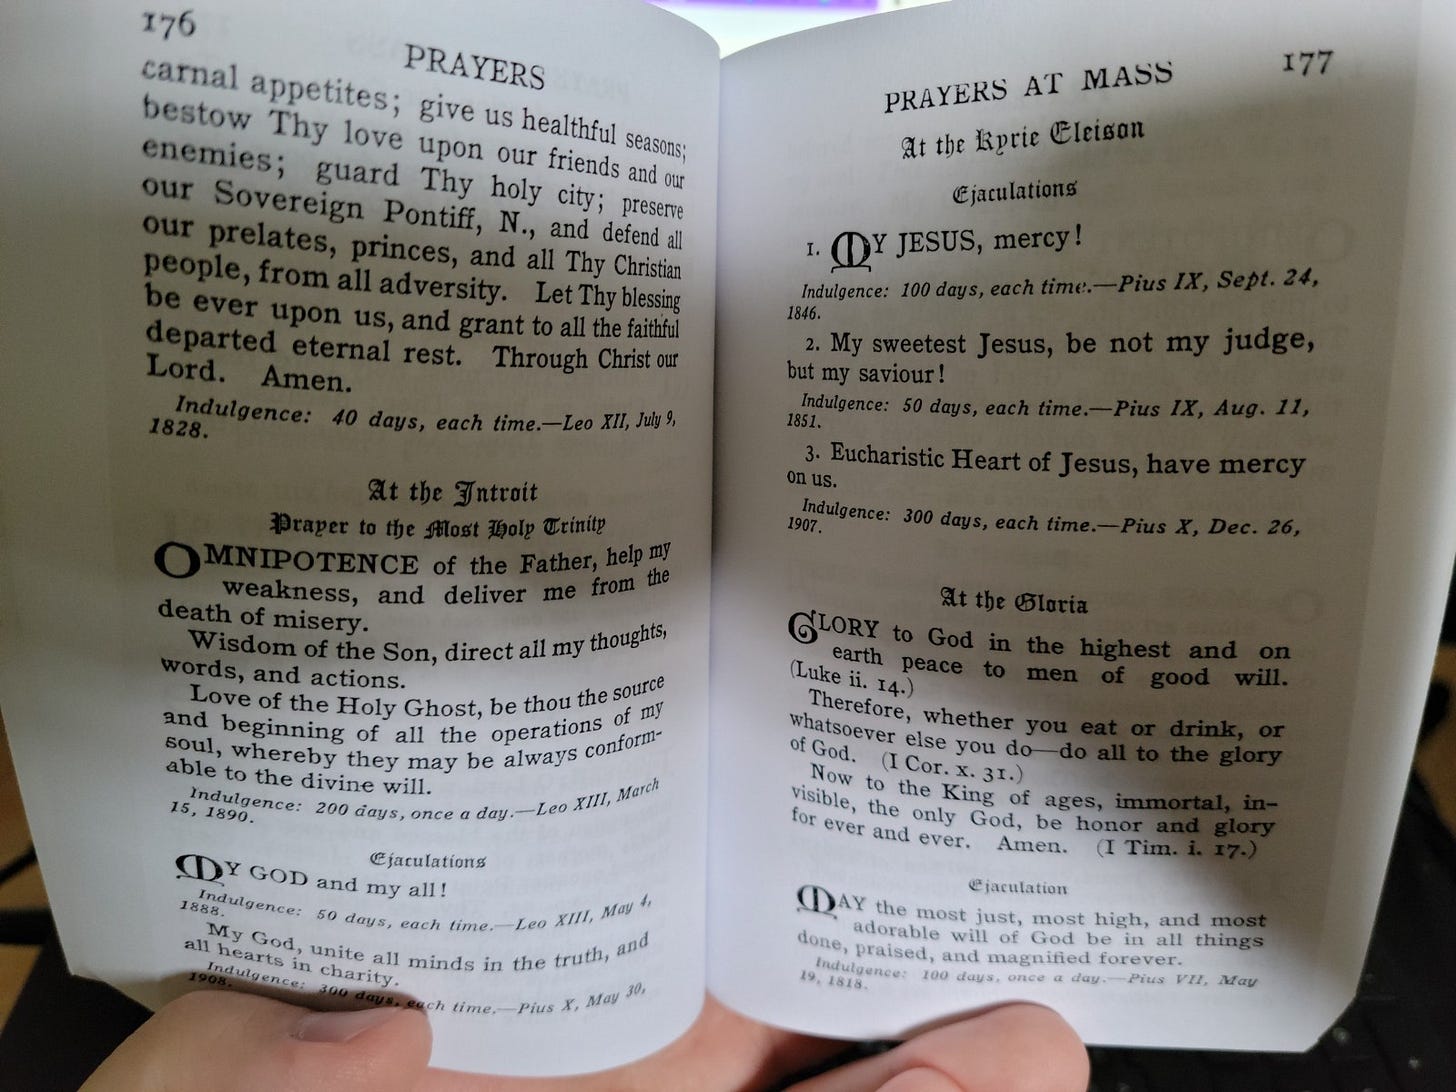 176
PRAYERS
carnal appetites; give us healthful seasons;
bestow Thy love upon our friends and our
enemies; guard Thy holy city; preserve
our Sovereign Pontiff, N., and defend all
our prelates, princes, and all Thy Christian
people, from all adversity. Let Thy blessing
be ever upon us, and grant to all the faithful
departed eternal rest. Through Christ our
Lord. Amen.
Indulgence: 40 days, each time.—Leo XII, July 9,
1828.
At the Introit
Prayer to the Most Holy Trinity
OMNIPOTENCE of the Father, help my
weakness, and deliver me from the
death of misery.
Wisdom of the Son, direct all my thoughts,
words, and actions.
Love of the Holy Ghost, be thou the source
and beginning of all the operations of my
soul, whereby they may be always conform-
able to the divine will.
Indulgence: 200 days, once a day.—Leo XIII, March
15, 1890.
Ejaculations
MY GOD and my all!
Indulgence: 50 days, each time.—Leo XIII, May 4,
1888.
My God, unite all minds in the truth, and
all hearts in charity.
Indulgence: 300 days, each time.—Pius X, May 30,
1908.
PRAYERS AT MASS
177
At the Kyrie Eleison
Ejaculations
1. MY JESUS, mercy!
Indulgence: 100 days, each time.—Pius IX, Sept. 24,
1846.
2. My sweetest Jesus, be not my judge,
but my saviour!
Indulgence: 50 days, each time.—Pius IX, Aug. 11,
1851.
3. Eucharistic Heart of Jesus, have mercy
on us.
Indulgence: 300 days, each time.—Pius X, Dec. 26,
1907.
At the Gloria
GLORY to God in the highest and on
earth peace to men of good will.
(Luke ii. 14.)
Therefore, whether you eat or drink, or
whatsoever else you do—do all to the glory
of God. (I Cor. x. 31.)
Now to the King of ages, immortal, in-
visible, the only God, be honor and glory
for ever and ever. Amen. (I Tim. i. 17.)
Ejaculation
MAY the most just, most high, and most
adorable will of God be in all things
done, praised, and magnified forever.
Indulgence: 100 days, once a day.—Pius VII, May
19, 1818.